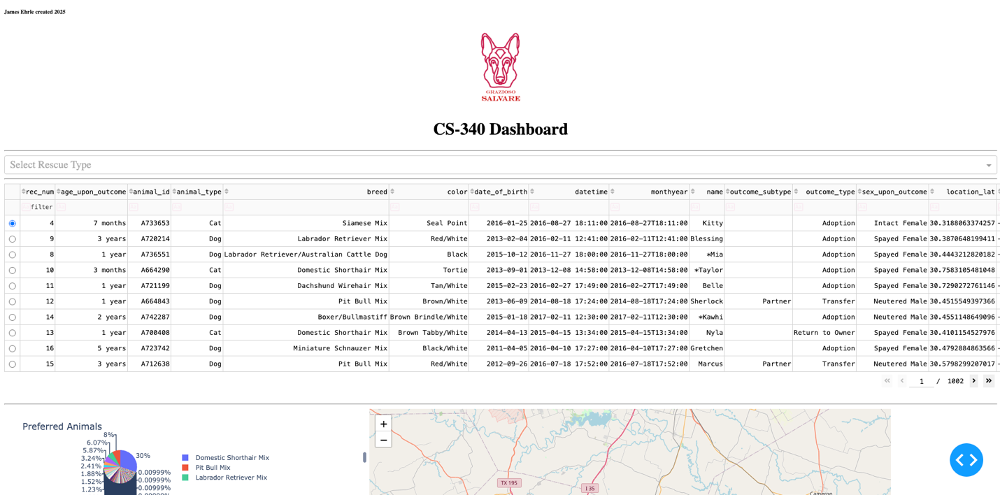 James Ehrle created 2025
GRAZIOSO
SALVARE
CS-340 Dashboard
Select Rescue Type
rec_num age_upon_outcome animal_id animal_type breed color date_of_birth datetime monthyear name outcome_subtype outcome_type sex_upon_outcome location_lat
Aa filter Aa Aa Aa Aa Aa Aa Aa Aa Aa Aa Aa Aa Aa
4 7 months A733653 Cat Siamese Mix Seal Point 2016-01-25 2016-08-27 18:11:00 2016-08-27T18:11:00 Kitty Adoption Intact Female 30.3188063374257
9 3 years A720214 Dog Labrador Retriever Mix Red/White 2013-02-04 2016-02-11 12:41:00 2016-02-11T12:41:00 Blessing Adoption Spayed Female 30.3870648199411
8 1 year A736551 Dog Labrador Retriever/Australian Cattle Dog Black 2015-10-12 2016-11-27 18:00:00 2016-11-27T18:00:00 *Mia Adoption Spayed Female 30.4443212820182
10 3 months A664290 Cat Domestic Shorthair Mix Tortie 2013-09-01 2013-12-08 14:58:00 2013-12-08T14:58:00 *Taylor Adoption Spayed Female 30.7583105481048
11 1 year A721199 Dog Dachshund Wirehair Mix Tan/White 2015-02-23 2016-02-27 17:49:00 2016-02-27T17:49:00 Belle Adoption Spayed Female 30.7290272761146
12 1 year A664843 Dog Pit Bull Mix Brown/White 2013-06-09 2014-08-18 17:24:00 2014-08-18T17:24:00 Sherlock Partner Transfer Neutered Male 30.4515549397366
14 2 years A742287 Dog Boxer/Bullmastiff Brown Brindle/White 2015-01-18 2017-02-11 12:30:00 2017-02-11T12:30:00 *Kawhi Adoption Neutered Male 30.4551148649096
13 1 year A700408 Cat Domestic Shorthair Mix Brown Tabby/White 2014-04-13 2015-04-15 13:34:00 2015-04-15T13:34:00 Nyla Return to Owner Spayed Female 30.4101154527976
16 5 years A723742 Dog Miniature Schnauzer Mix Black/White 2011-04-05 2016-04-10 17:27:00 2016-04-10T17:27:00 Gretchen Adoption Spayed Female 30.4792884863566
15 3 years A712638 Dog Pit Bull Mix Red/White 2012-09-26 2016-07-18 17:52:00 2016-07-18T17:52:00 Marcus Partner Transfer Neutered Male 30.5798299207017
1 / 1002
Preferred Animals
8%
6.07%
5.87%
3.24%
2.41%
1.88%
1.52%
1.23%
30%
0.00999%
0.00999%
0.00999%
Domestic Shorthair Mix
Pit Bull Mix
Labrador Retriever Mix
+
−
TX 195
I 35
Cameron